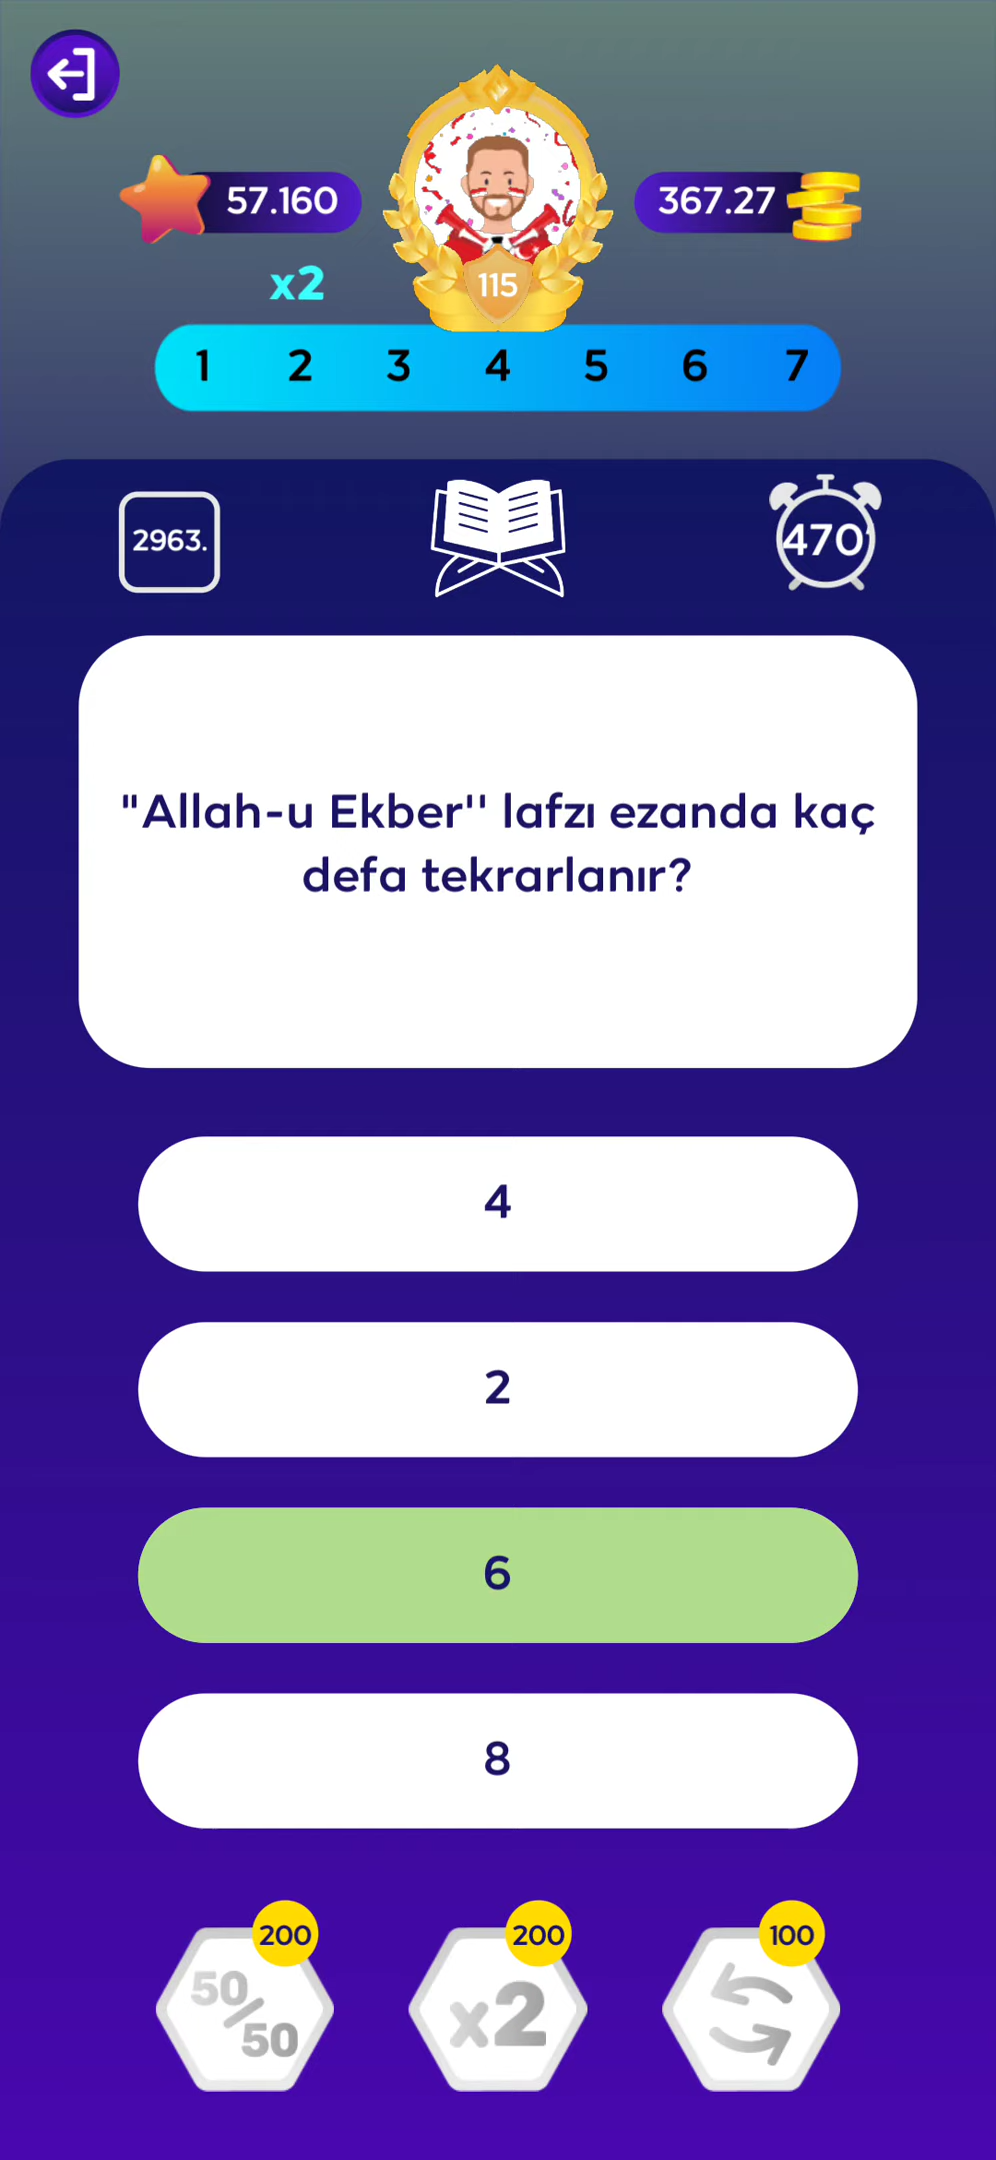 57.160
367.27
x2
115
1 2 3 4 5 6 7
2963.
470
"Allah-u Ekber'' lafzı ezanda kaç
defa tekrarlanır?
4
2
6
8
200
50/50
200
x2
100